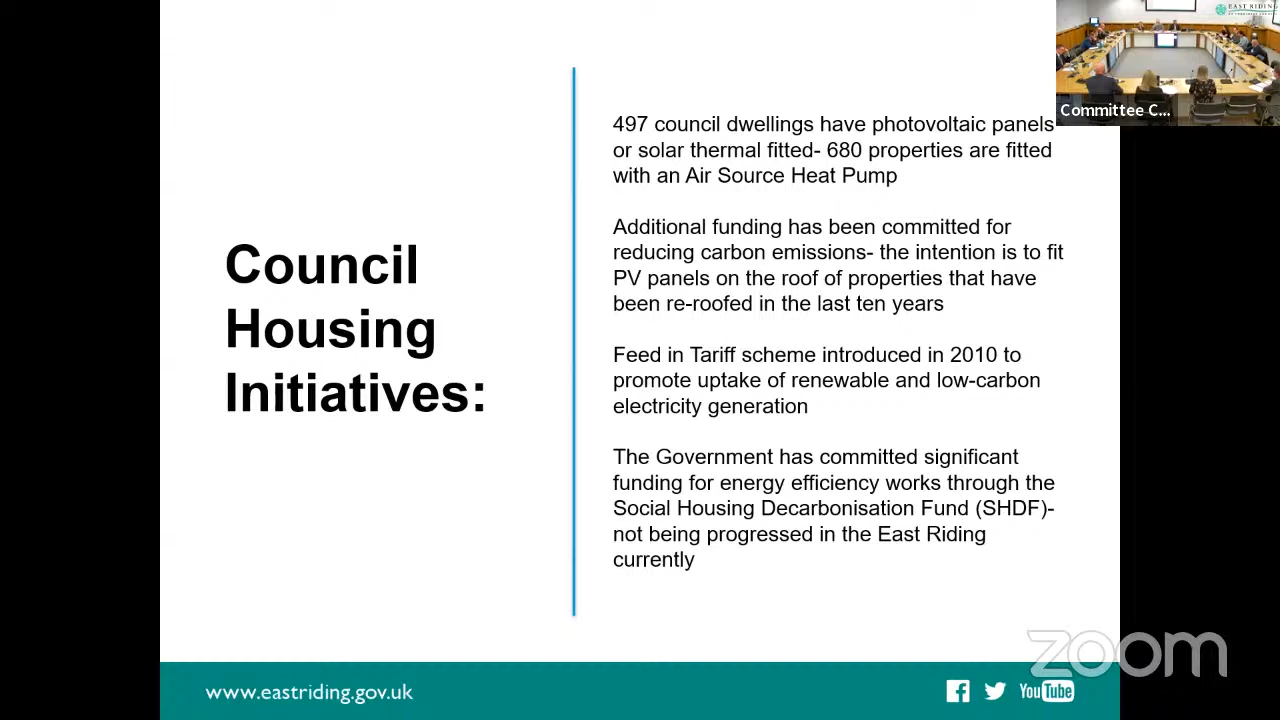 EAST RIDING
Committee C...
Council
Housing
Initiatives:
497 council dwellings have photovoltaic panels
or solar thermal fitted- 680 properties are fitted
with an Air Source Heat Pump
Additional funding has been committed for
reducing carbon emissions- the intention is to fit
PV panels on the roof of properties that have
been re-roofed in the last ten years
Feed in Tariff scheme introduced in 2010 to
promote uptake of renewable and low-carbon
electricity generation
The Government has committed significant
funding for energy efficiency works through the
Social Housing Decarbonisation Fund (SHDF)-
not being progressed in the East Riding
currently
zoom
www.eastriding.gov.uk
YouTube